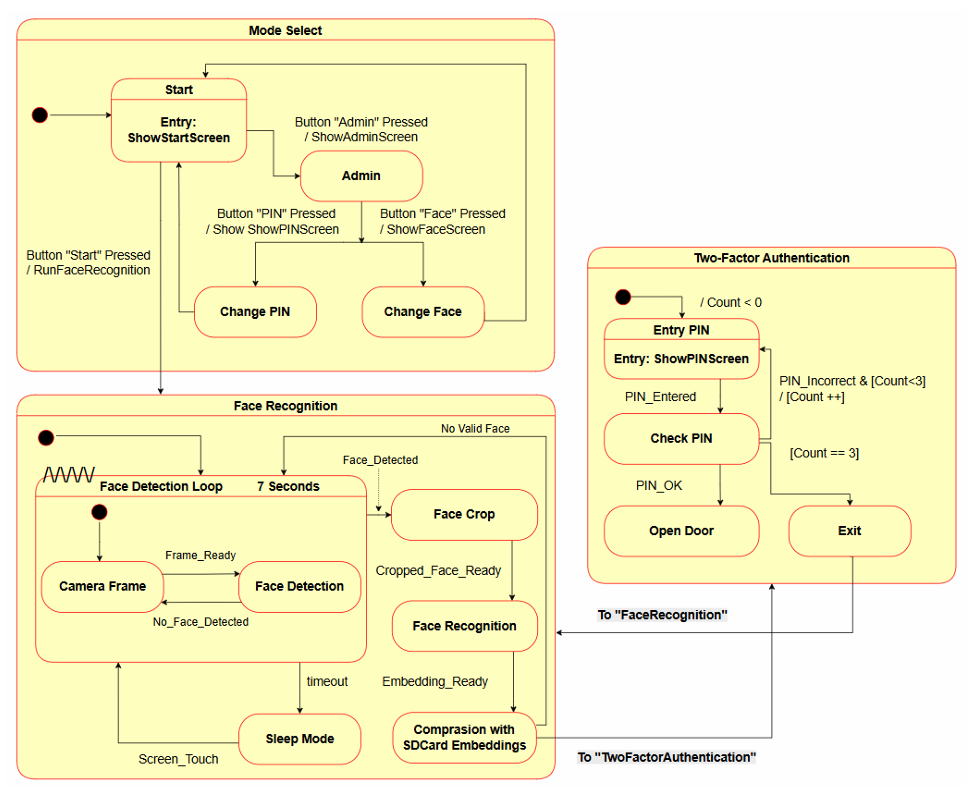 Mode Select
Start
Entry:
ShowStartScreen
Button "Admin" Pressed
/ ShowAdminScreen
Admin
Button "PIN" Pressed
/ Show ShowPINScreen
Button "Face" Pressed
/ ShowFaceScreen
Button "Start" Pressed
/ RunFaceRecognition
Change PIN
Change Face
Two-Factor Authentication
/ Count < 0
Entry PIN
Entry: ShowPINScreen
PIN_Incorrect & [Count<3]
/ [Count ++]
PIN_Entered
Check PIN
[Count == 3]
PIN_OK
Open Door
Exit
To "FaceRecognition"
To "TwoFactorAuthentication"
Face Recognition
No Valid Face
Face_Detected
Face Detection Loop 7 Seconds
Face Crop
Frame_Ready
Camera Frame
Face Detection
No_Face_Detected
Cropped_Face_Ready
Face Recognition
timeout
Embedding_Ready
Sleep Mode
Screen_Touch
Comprasion with
SDCard Embeddings